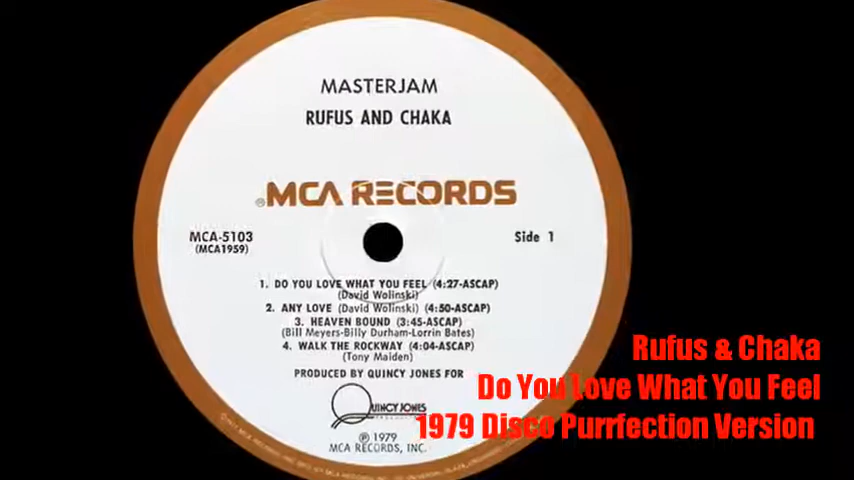 MASTERJAM
RUFUS AND CHAKA
MCA RECORDS
MCA-5103
(MCA1959)
Side 1
1. DO YOU LOVE WHAT YOU FEEL (4:27-ASCAP)
(David Wolinski)
2. ANY LOVE (David Wolinski) (4:50-ASCAP)
3. HEAVEN BOUND (3:45-ASCAP)
(Bill Meyers-Billy Durham-Lorrin Bates)
4. WALK THE ROCKWAY (4:04-ASCAP)
(Tony Maiden)
PRODUCED BY QUINCY JONES FOR
QUINCY JONES
℗ 1979
MCA RECORDS, INC.
Rufus & Chaka
Do You Love What You Feel
1979 Disco Purrfection Version